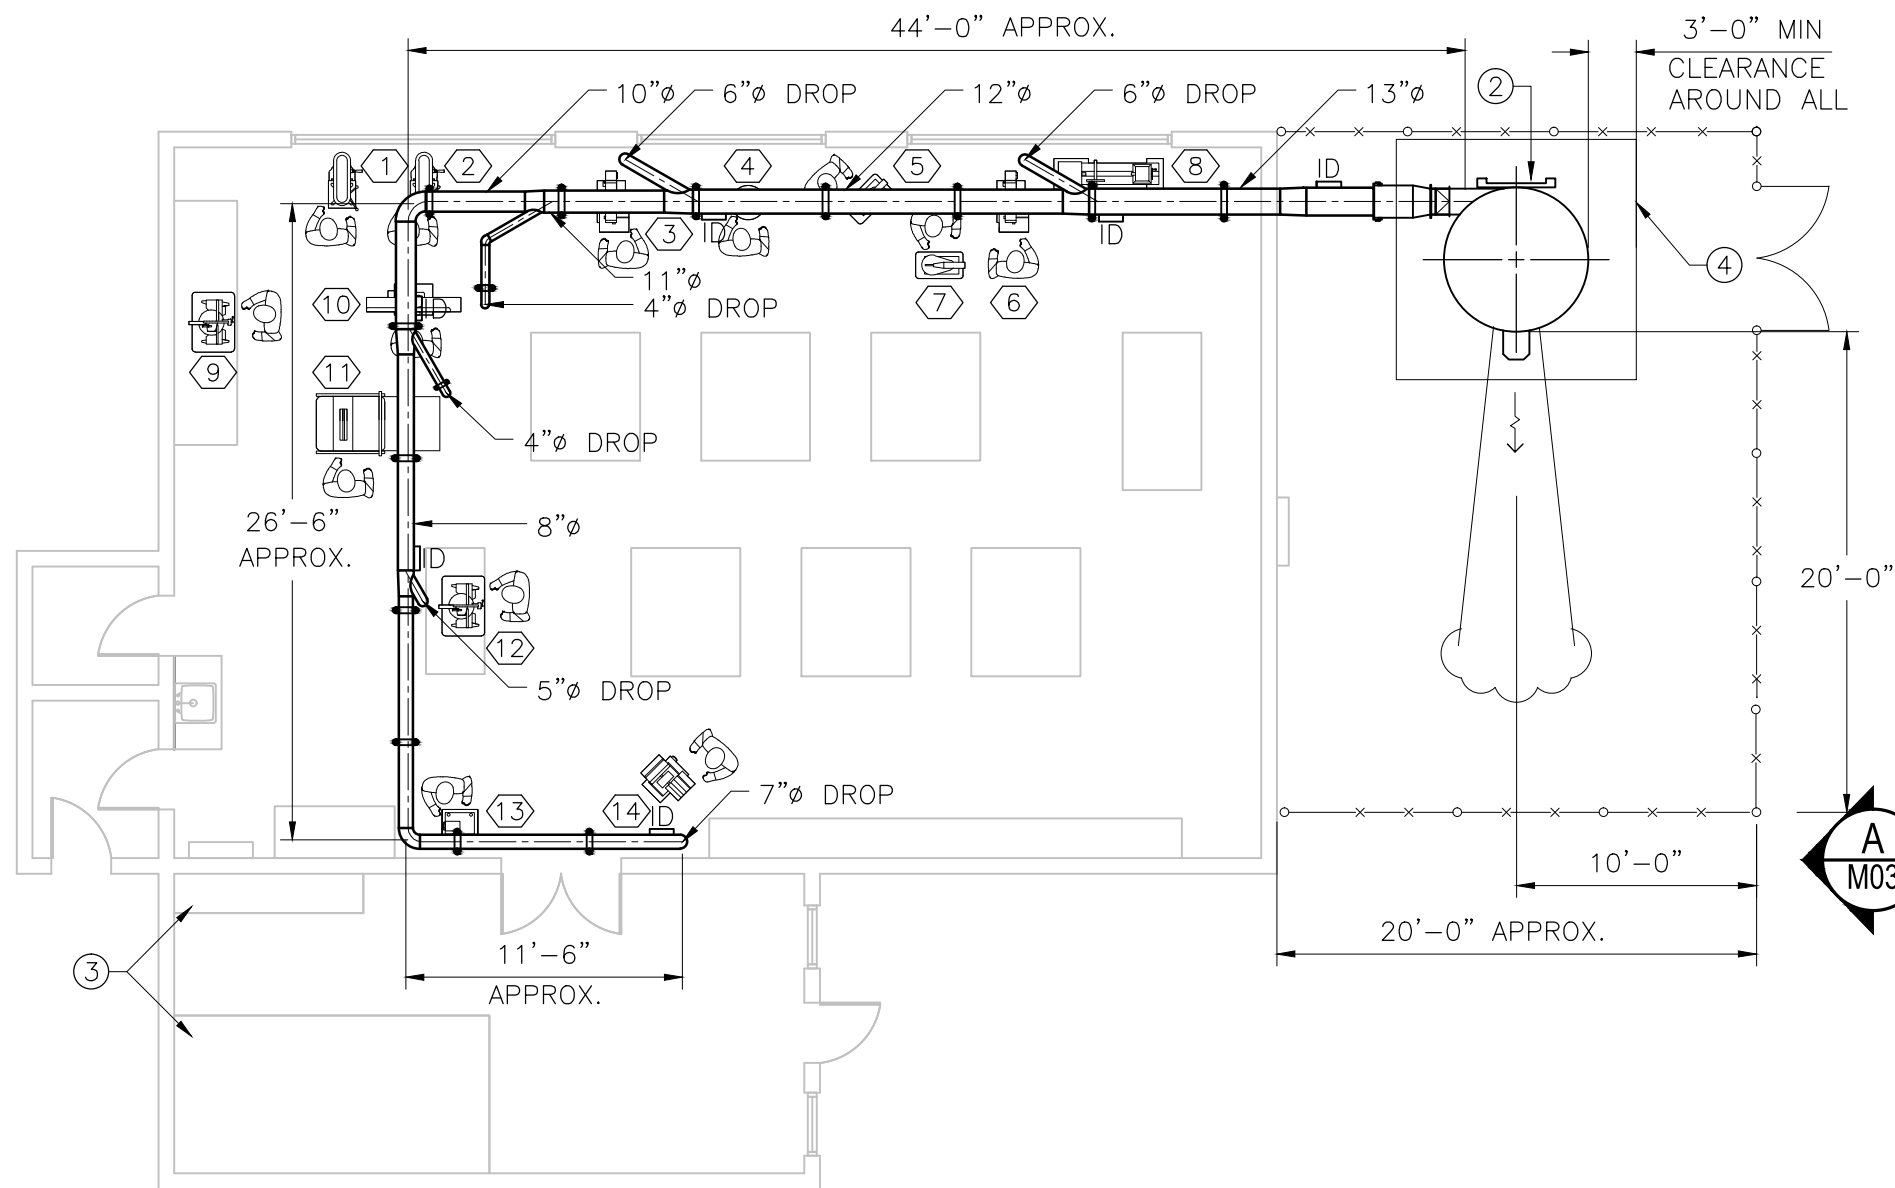 44'-0" APPROX.
3'-0" MIN
CLEARANCE
AROUND ALL
10"ø
6"ø DROP
12"ø
6"ø DROP
13"ø
2
1
2
4
5
8
ID
3
ID
ID
4
11"ø
10
ID
4"ø DROP
7
6
9
11
4"ø DROP
26'-6"
APPROX.
8"ø
ID
20'-0"
12
5"ø DROP
13
14
ID
7"ø DROP
A
M03
10'-0"
20'-0" APPROX.
11'-6"
APPROX.
3